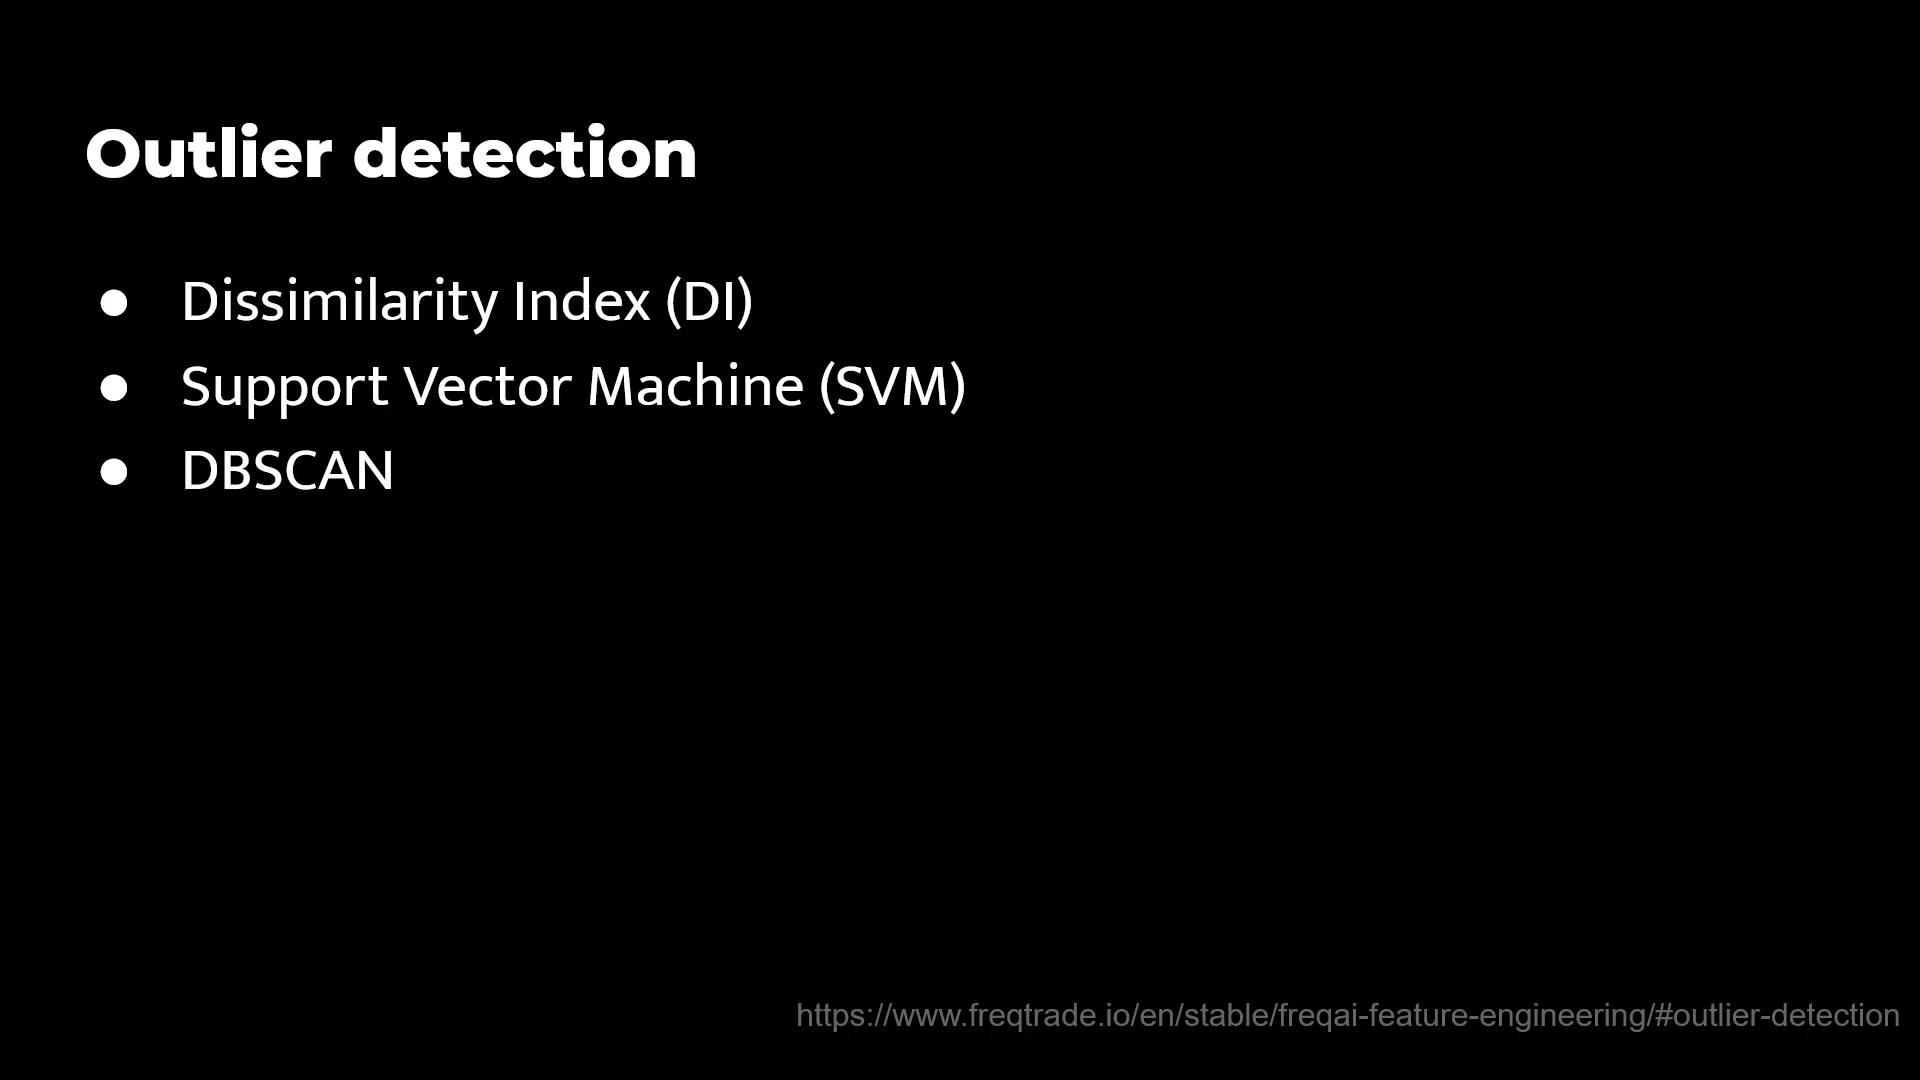 Outlier detection
● Dissimilarity Index (DI)
● Support Vector Machine (SVM)
● DBSCAN
https://www.freqtrade.io/en/stable/freqai-feature-engineering/#outlier-detection